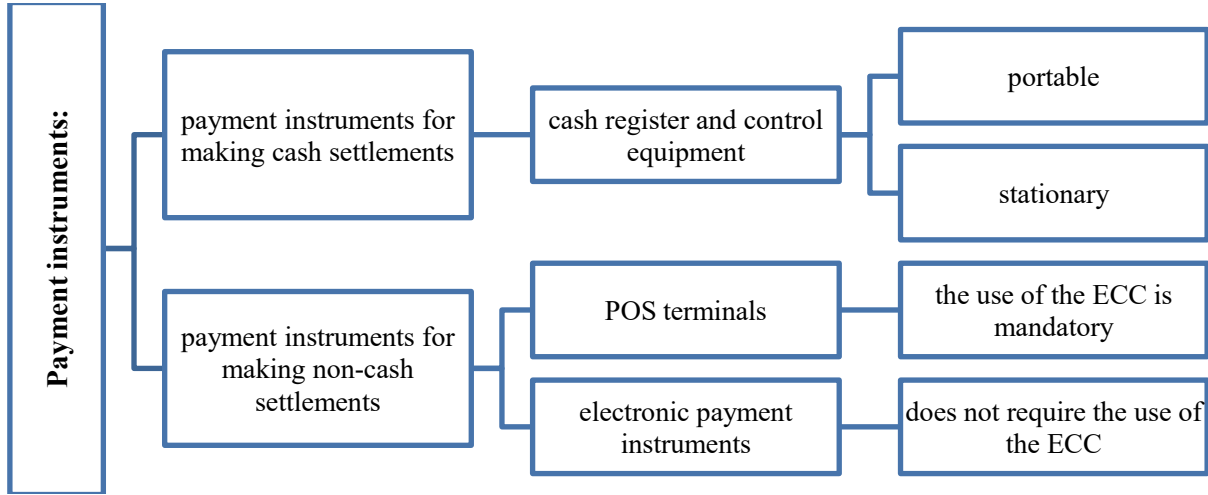 Payment instruments:
payment instruments for
making cash settlements
cash register and control
equipment
portable
stationary
payment instruments for
making non-cash
settlements
POS terminals
the use of the ECC is
mandatory
electronic payment
instruments
does not require the use of
the ECC